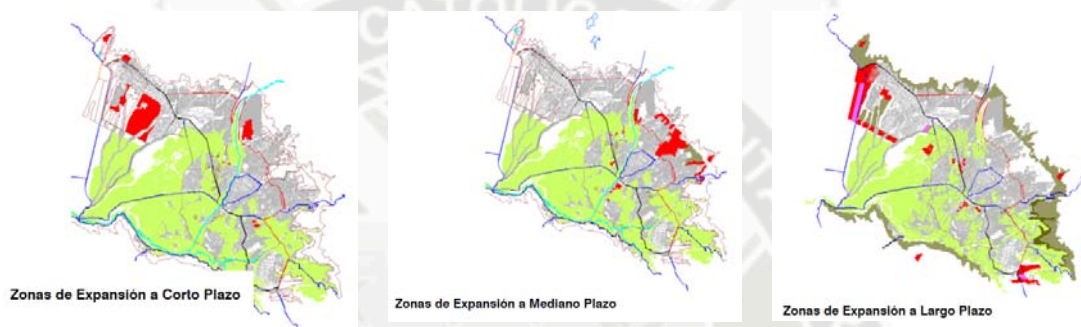 Zonas de Expansión a Corto Plazo
Zonas de Expansión a Mediano Plazo
Zonas de Expansión a Largo Plazo